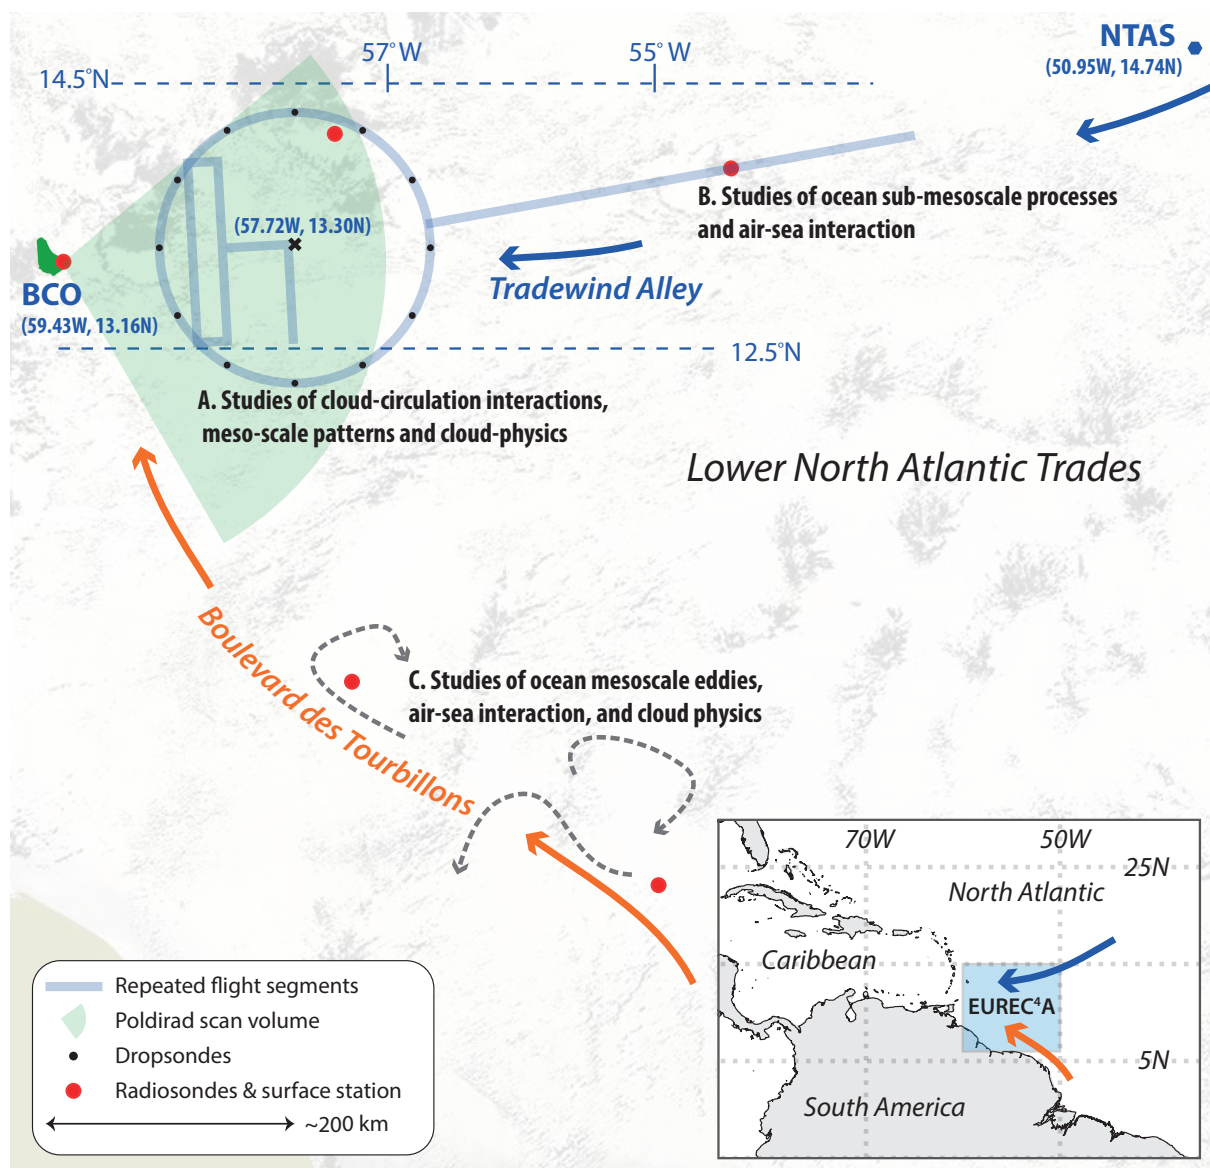 NTAS
(50.95W, 14.74N)
57° W
55° W
14.5°N
B. Studies of ocean sub-mesoscale processes
and air-sea interaction
(57.72W, 13.30N)
Tradewind Alley
BCO
(59.43W, 13.16N)
12.5°N
A. Studies of cloud-circulation interactions,
meso-scale patterns and cloud-physics
Lower North Atlantic Trades
Boulevard des Tourbillons
C. Studies of ocean mesoscale eddies,
air-sea interaction, and cloud physics
70W
50W
25N
North Atlantic
Caribbean
EUREC⁴A
5N
South America
Repeated flight segments
Poldirad scan volume
Dropsondes
Radiosondes & surface station
~200 km